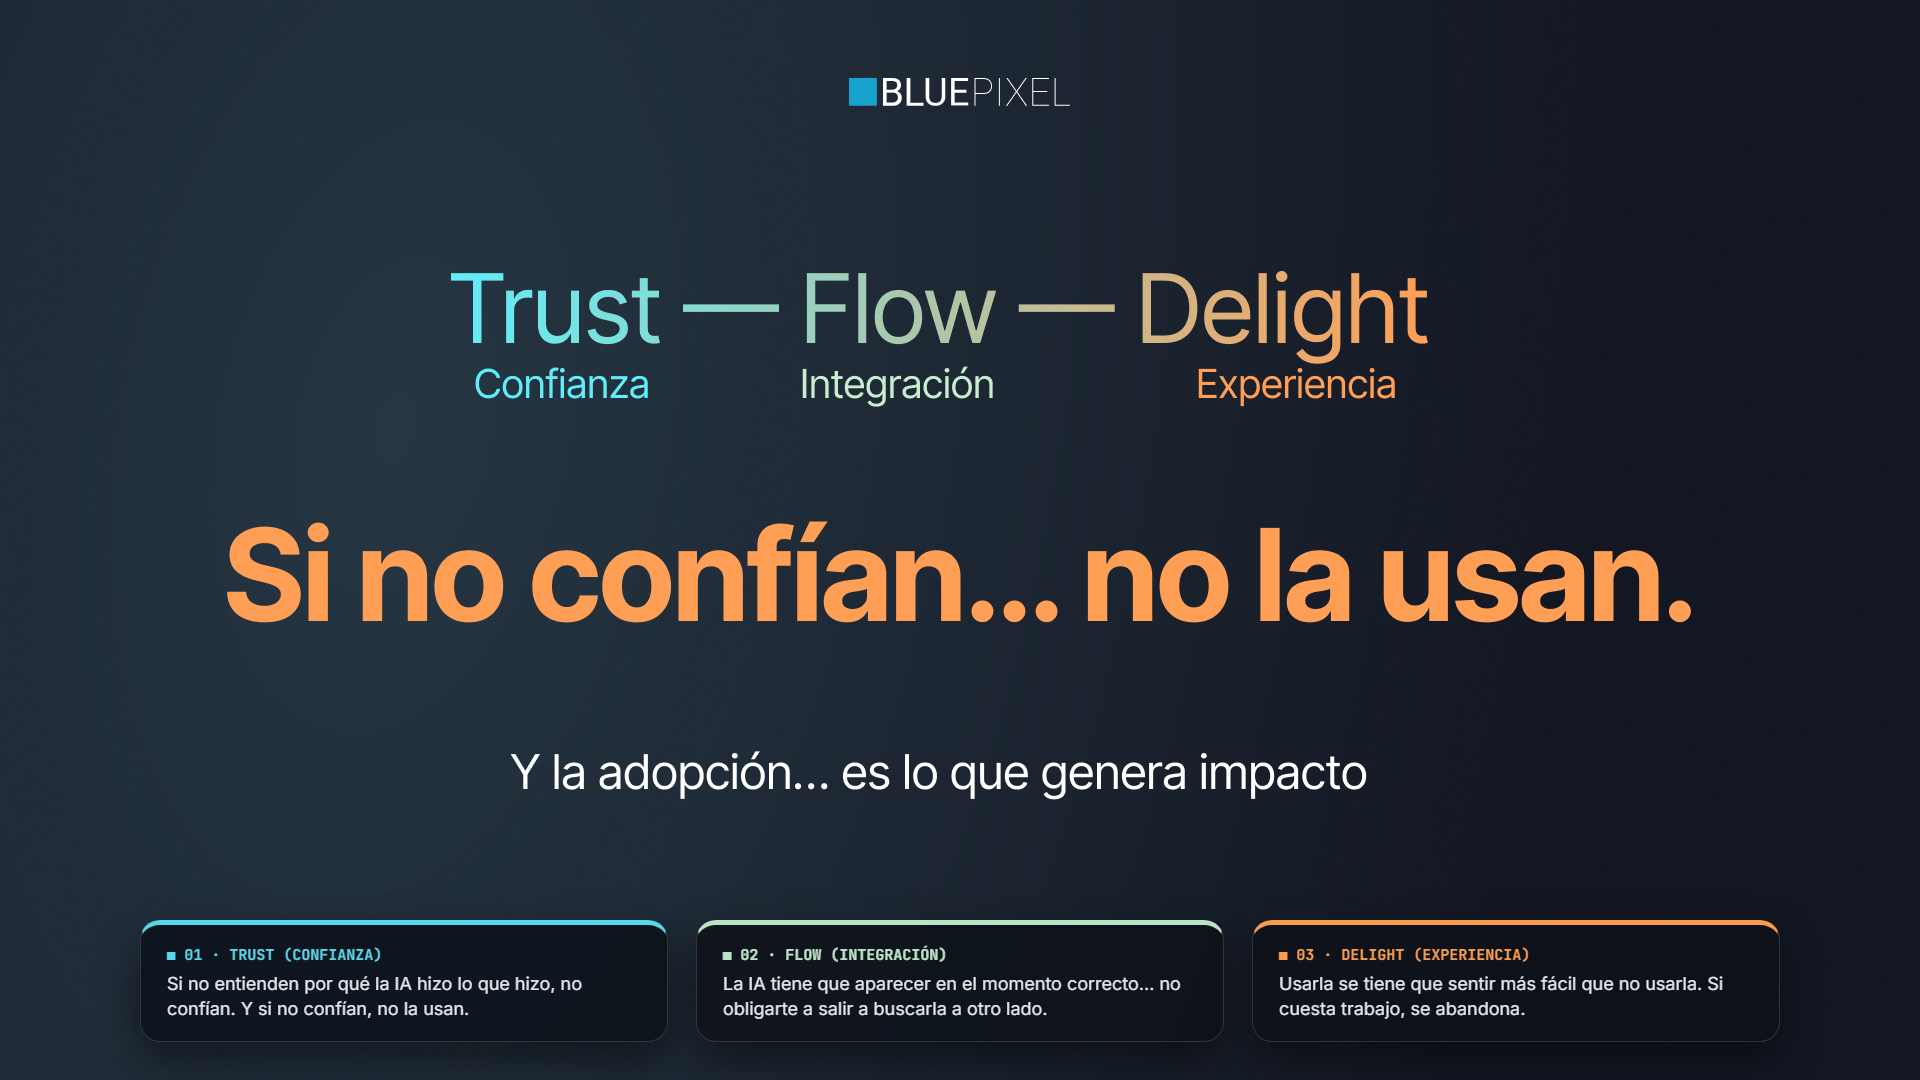 BLUEPIXEL
Trust — Flow — Delight
Confianza Integración Experiencia
Si no confían... no la usan.
Y la adopción... es lo que genera impacto
01 · TRUST (CONFIANZA)
Si no entienden por qué la IA hizo lo que hizo, no
confían. Y si no confían, no la usan.
02 · FLOW (INTEGRACIÓN)
La IA tiene que aparecer en el momento correcto... no
obligarte a salir a buscarla a otro lado.
03 · DELIGHT (EXPERIENCIA)
Usarla se tiene que sentir más fácil que no usarla. Si
cuesta trabajo, se abandona.